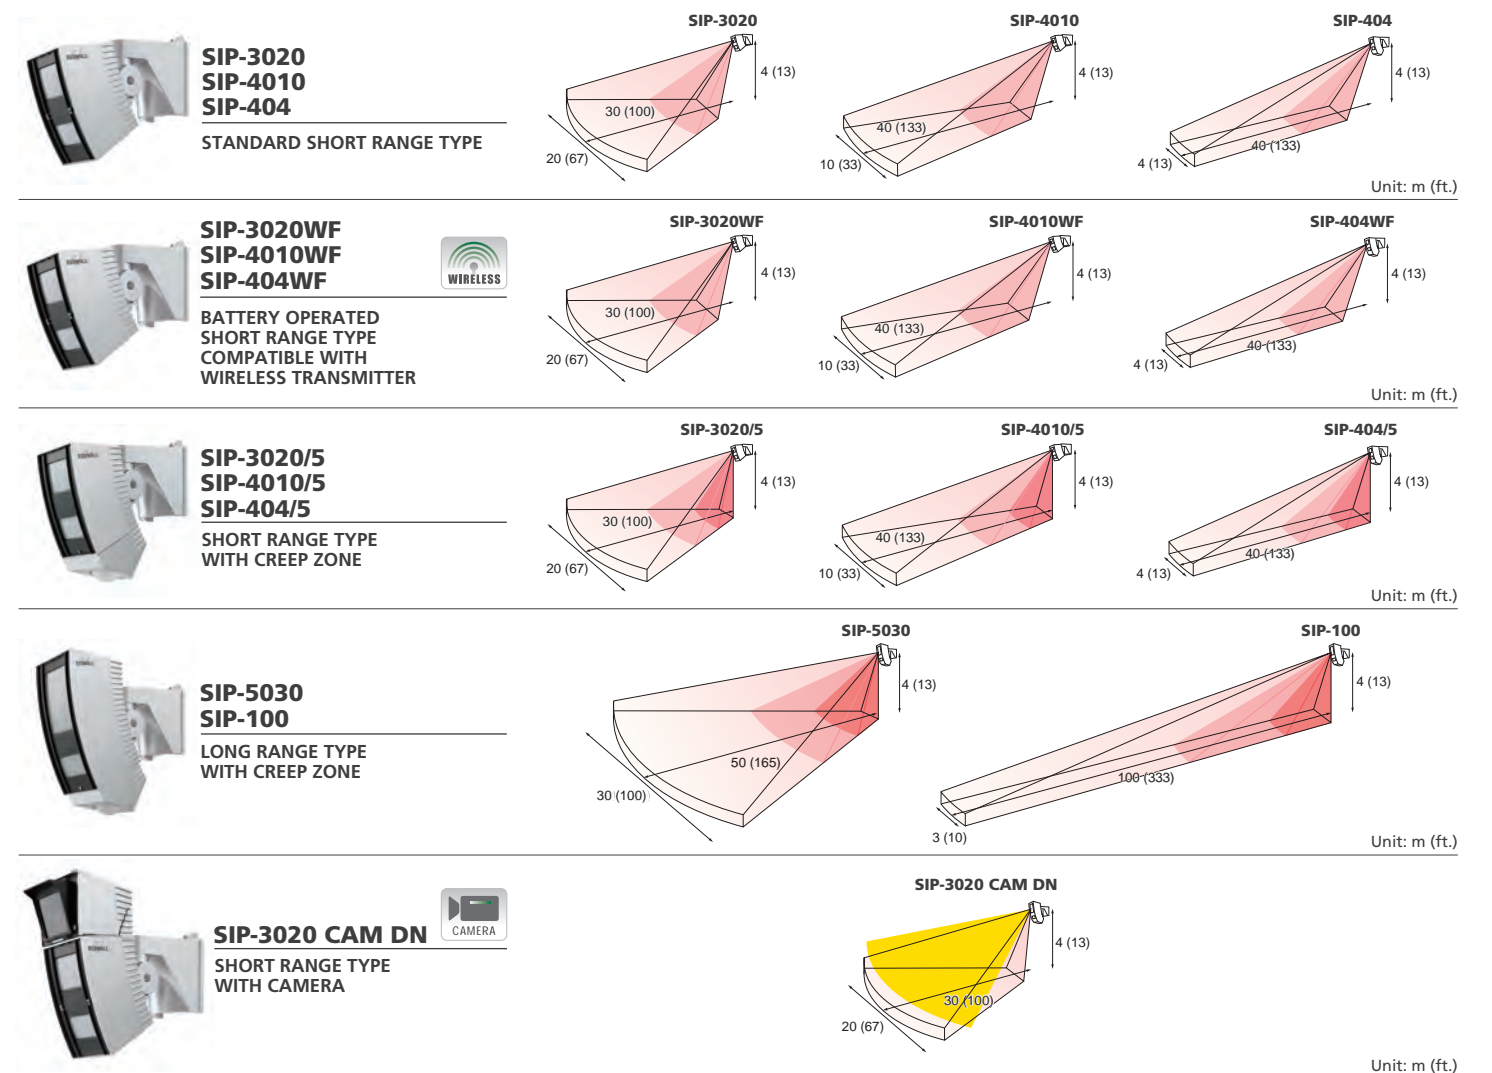 SIP-3020
SIP-4010
SIP-404
STANDARD SHORT RANGE TYPE
SIP-3020
4 (13)
30 (100)
20 (67)
SIP-4010
4 (13)
40 (133)
10 (33)
SIP-404
4 (13)
40 (133)
4 (13)
Unit: m (ft.)
SIP-3020WF
SIP-4010WF
SIP-404WF
WIRELESS
BATTERY OPERATED
SHORT RANGE TYPE
COMPATIBLE WITH
WIRELESS TRANSMITTER
SIP-3020WF
4 (13)
30 (100)
20 (67)
SIP-4010WF
4 (13)
40 (133)
10 (33)
SIP-404WF
4 (13)
40 (133)
4 (13)
Unit: m (ft.)
SIP-3020/5
SIP-4010/5
SIP-404/5
SHORT RANGE TYPE
WITH CREEP ZONE
SIP-3020/5
4 (13)
30 (100)
20 (67)
SIP-4010/5
4 (13)
40 (133)
10 (33)
SIP-404/5
4 (13)
40 (133)
4 (13)
Unit: m (ft.)
SIP-5030
SIP-100
LONG RANGE TYPE
WITH CREEP ZONE
SIP-5030
4 (13)
50 (165)
30 (100)
SIP-100
4 (13)
100 (333)
3 (10)
Unit: m (ft.)
SIP-3020 CAM DN
CAMERA
SHORT RANGE TYPE
WITH CAMERA
SIP-3020 CAM DN
4 (13)
30 (100)
20 (67)
Unit: m (ft.)